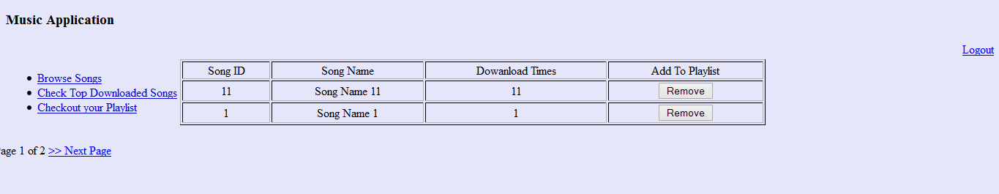 Music Application
Logout
Browse Songs
Check Top Downloaded Songs
Checkout your Playlist
Song ID Song Name Dowanload Times Add To Playlist
11 Song Name 11 11 Remove
1 Song Name 1 1 Remove
age 1 of 2 >> Next Page